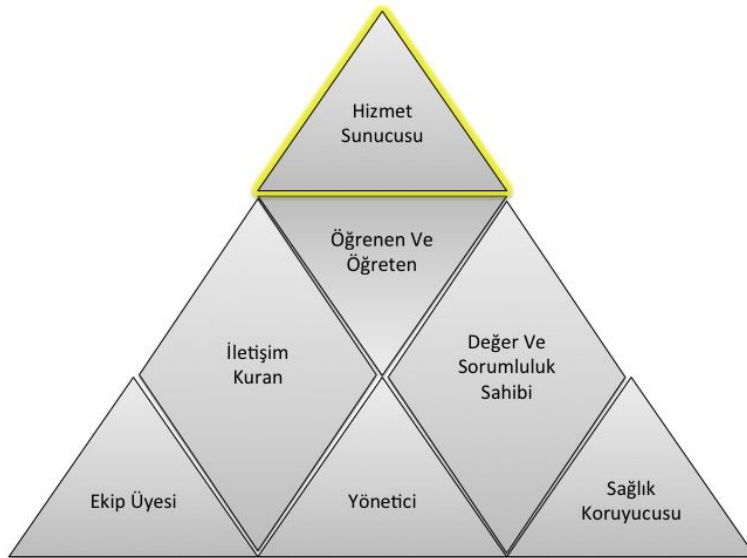 Hizmet
Sunucusu
Öğrenen Ve
Öğreten
İletişim
Kuran
Değer Ve
Sorumluluk
Sahibi
Ekip Üyesi
Yönetici
Sağlık
Koruyucusu